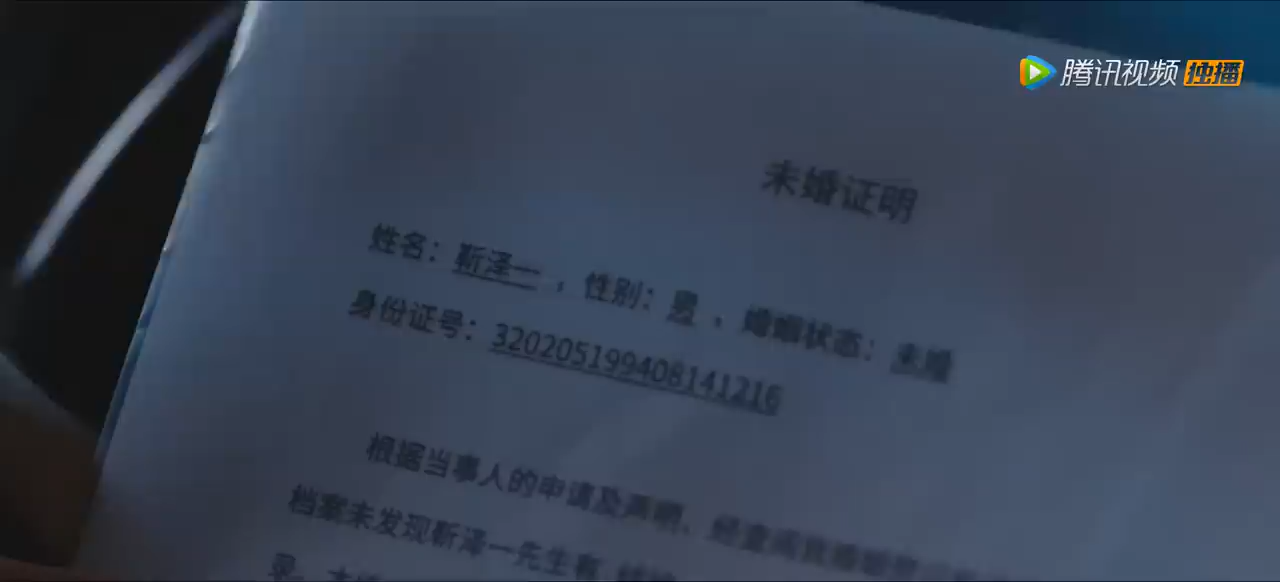 腾讯视频 独播
未婚证明
姓名：靳泽一，性别：男，婚姻状态：未婚
身份证号：320205199408141216
根据当事人的申请及声明，经查阅
档案未发现靳泽一先生有